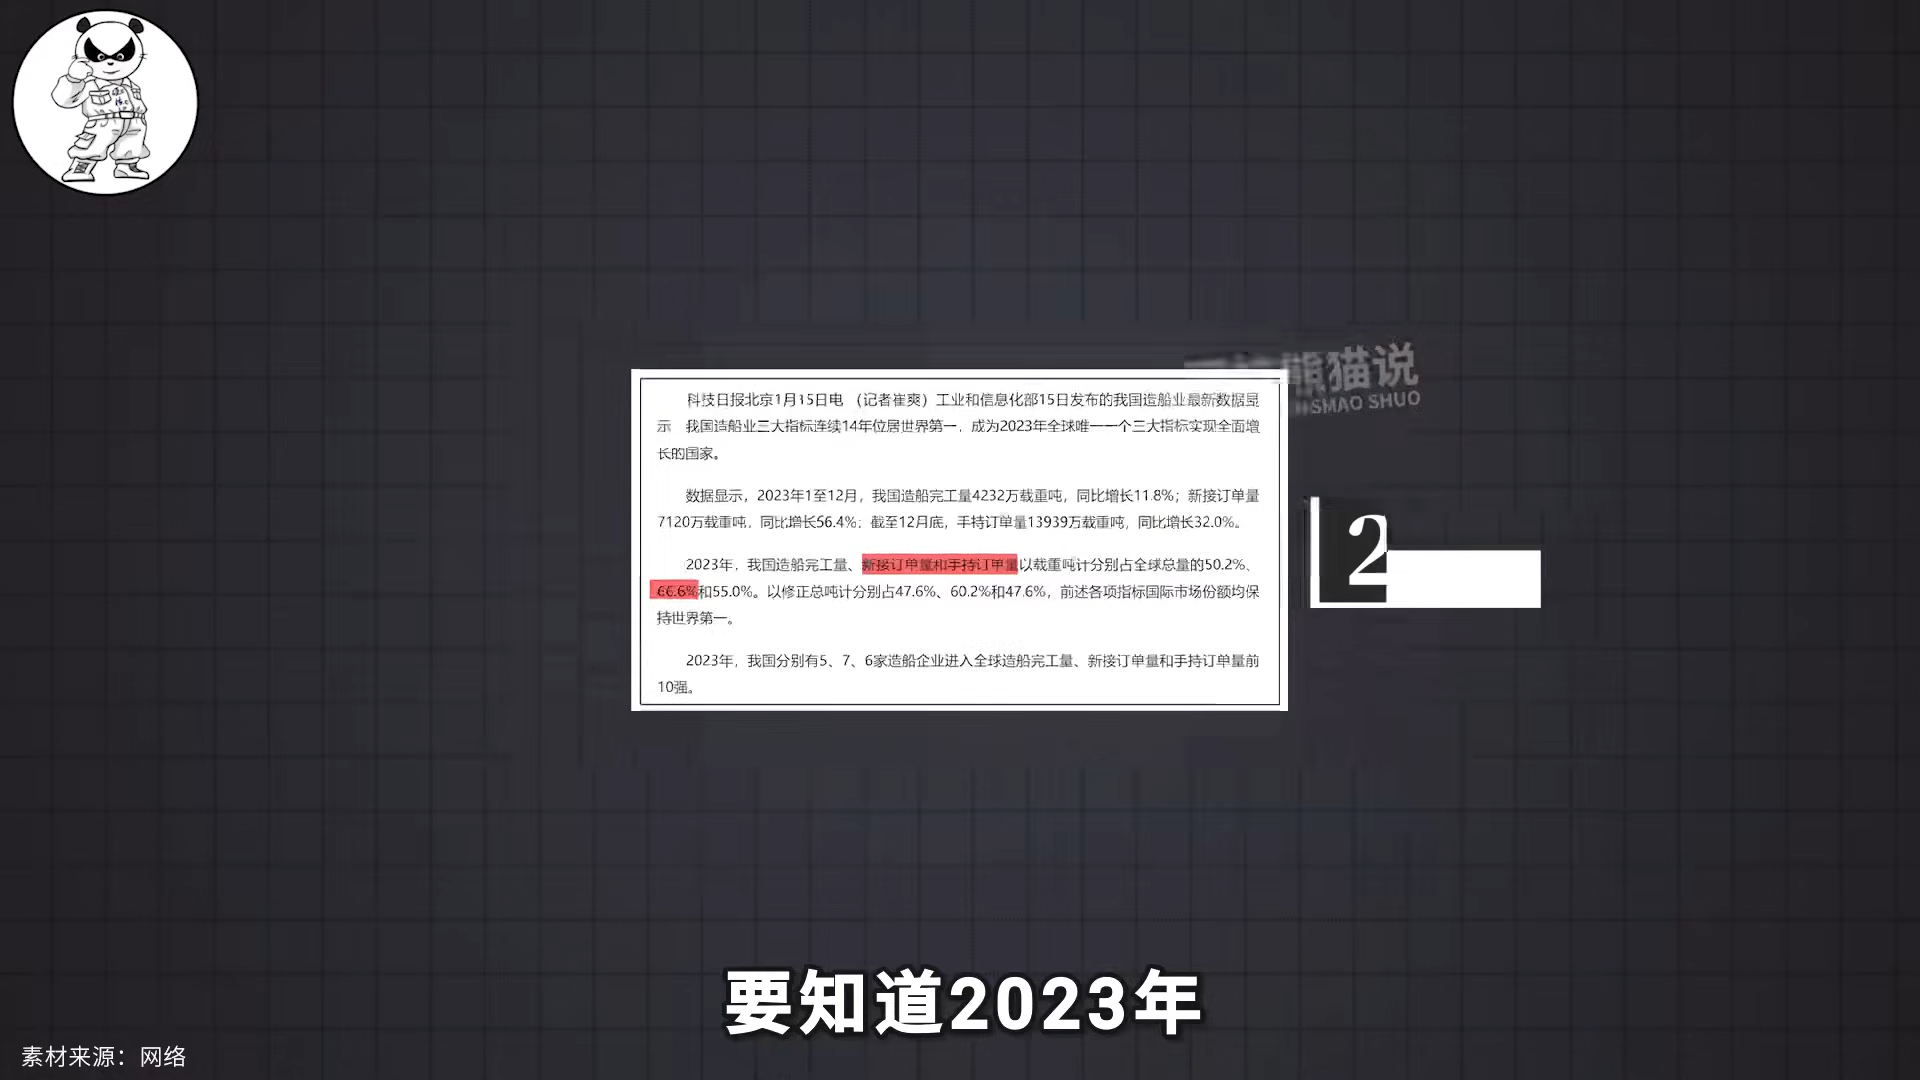 熊猫说
SMAO SHUO
科技日报北京1月15日电 （记者崔爽）工业和信息化部15日发布的我国造船业最新数据显
示 我国造船业三大指标连续14年位居世界第一，成为2023年全球唯一一个三大指标实现全面增
长的国家。
数据显示，2023年1至12月，我国造船完工量4232万载重吨，同比增长11.8%；新接订单量
7120万载重吨，同比增长56.4%；截至12月底，手持订单量13939万载重吨，同比增长32.0%。
2023年，我国造船完工量、新接订单量和手持订单量以载重吨计分别占全球总量的50.2%、
66.6%和55.0%。以修正总吨计分别占47.6%、60.2%和47.6%，前述各项指标国际市场份额均保
持世界第一。
2023年，我国分别有5、7、6家造船企业进入全球造船完工量、新接订单量和手持订单量前
10强。
2
要知道2023年
素材来源：网络